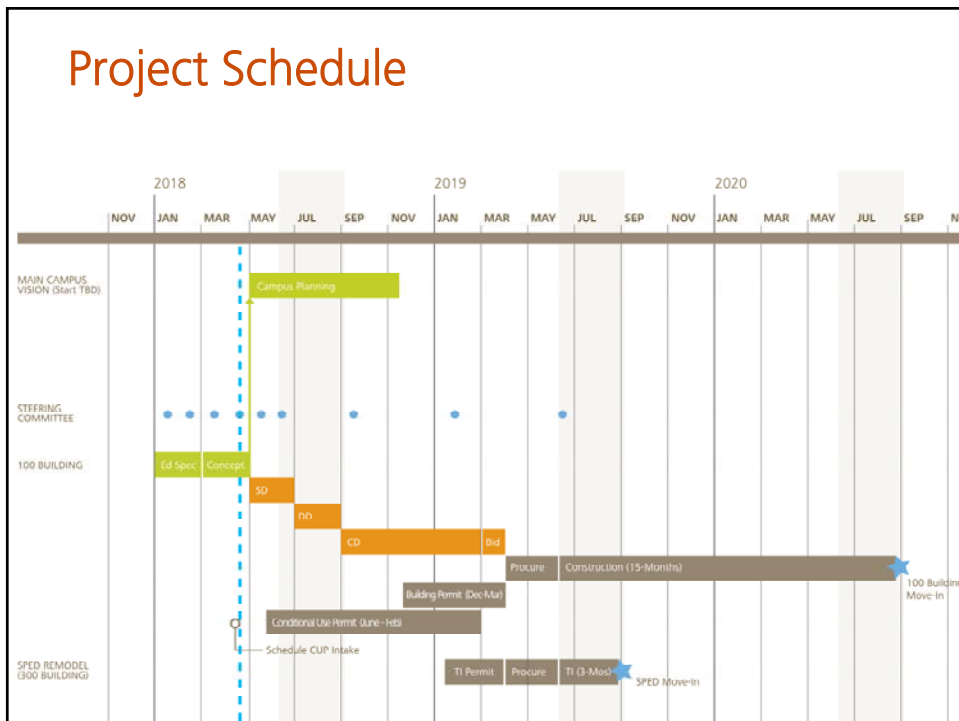 Project Schedule
2018 2019 2020
NOV JAN MAR MAY JUL SEP NOV JAN MAR MAY JUL SEP NOV JAN MAR MAY JUL SEP N
MAIN CAMPUS
VISION (Start TBD)
Campus Planning
STEERING
COMMITTEE
100 BUILDING
Ed Spec Concept
SD
DD
CD Bid
Procure Construction (15-Months)
100 Building
Move-In
Building Permit (Dec-Mar)
Conditional Use Permit (June - Feb)
Schedule CUP Intake
SPED REMODEL
(300 BUILDING)
TI Permit Procure TI (3-Mos)
SPED Move-In